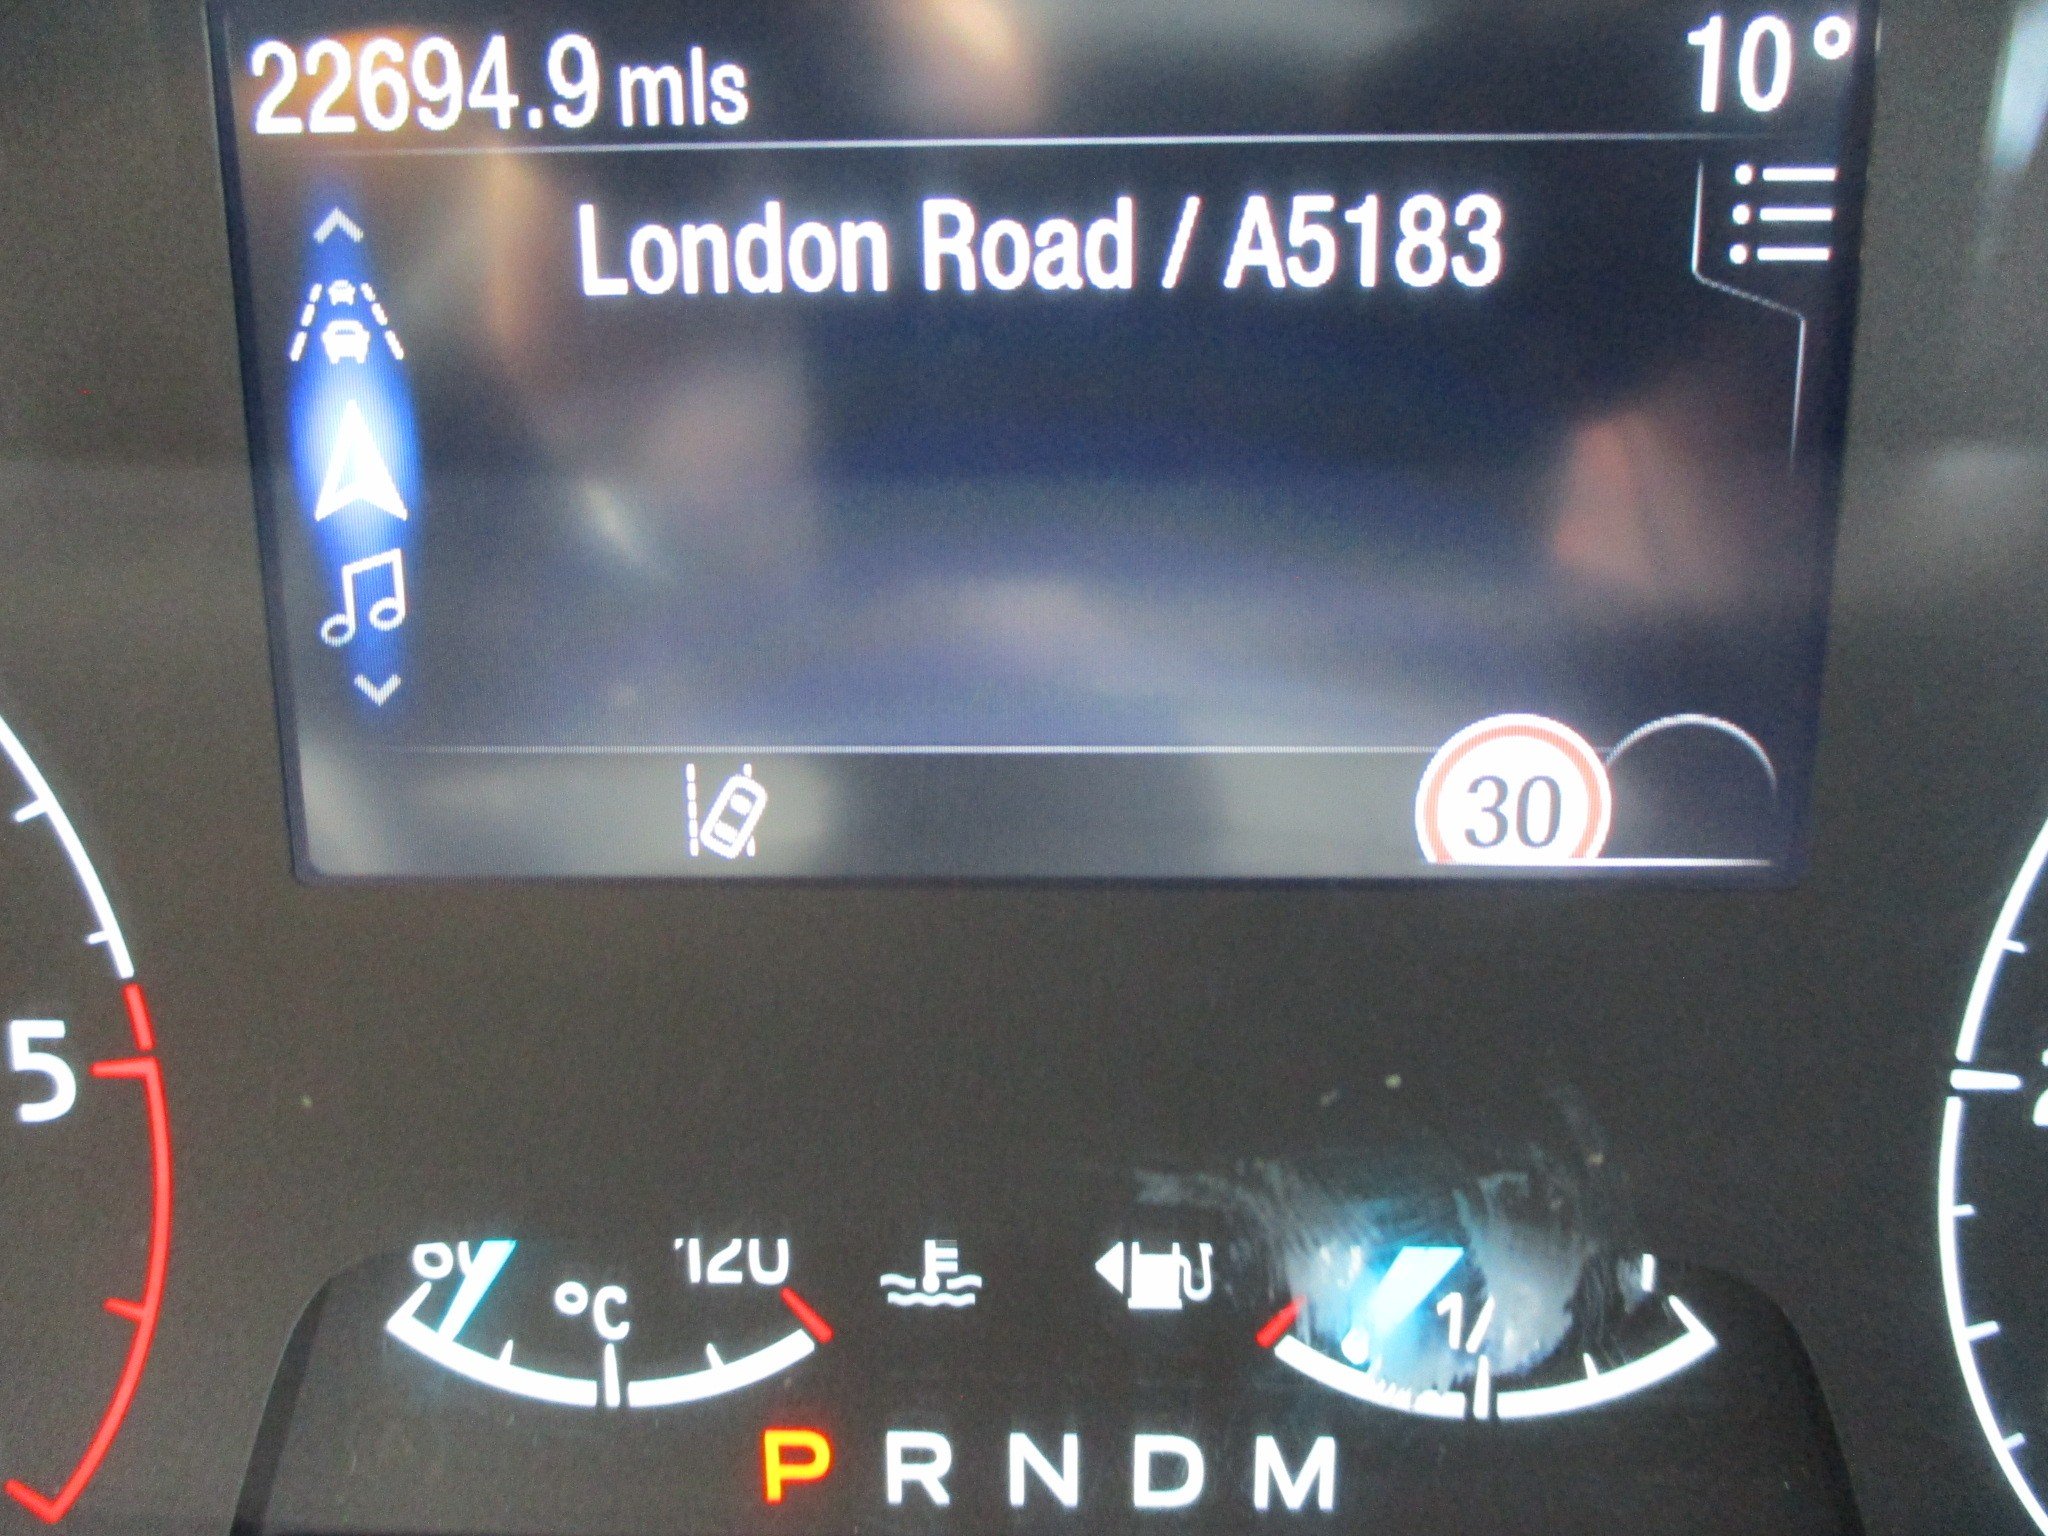 22694.9 mls 10°
London Road / A5183
30
5
120
°C
P R N D M